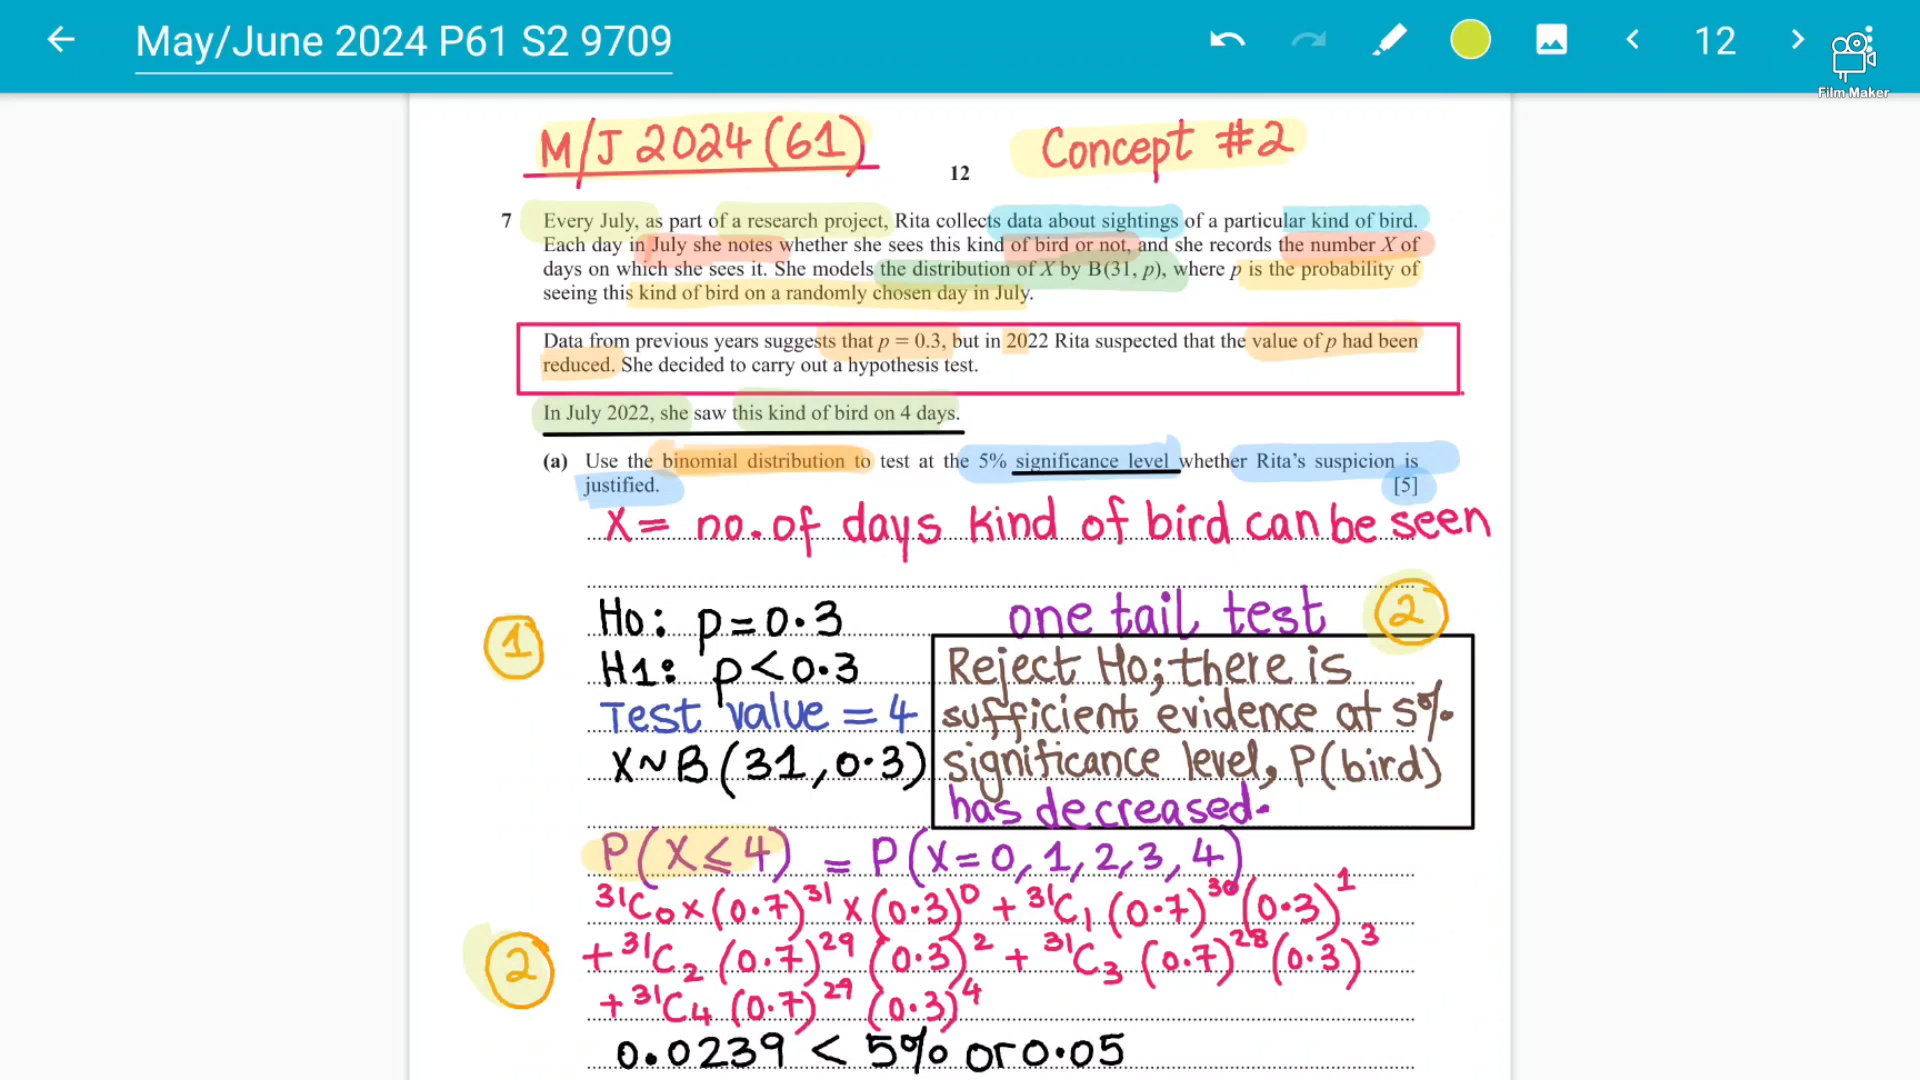 May/June 2024 P61 S2 9709
12
Film Maker
M/J 2024 (61)
Concept #2
12
7 Every July, as part of a research project, Rita collects data about sightings of a particular kind of bird.
Each day in July she notes whether she sees this kind of bird or not, and she records the number X of
days on which she sees it. She models the distribution of X by B(31, p), where p is the probability of
seeing this kind of bird on a randomly chosen day in July.
Data from previous years suggests that p = 0.3, but in 2022 Rita suspected that the value of p had been
reduced. She decided to carry out a hypothesis test.
In July 2022, she saw this kind of bird on 4 days.
(a) Use the binomial distribution to test at the 5% significance level whether Rita's suspicion is
justified. [5]
X = no. of days kind of bird can be seen
1
H0: p = 0.3
H1: p < 0.3
Test value = 4
X ~ B (31, 0.3)
one tail test
2
Reject H0; there is
sufficient evidence at 5%
significance level, P(bird)
has decreased.
P(X ⩽ 4) = P(X = 0, 1, 2, 3, 4)
³¹C₀ x (0.7)³¹ x (0.3)⁰ + ³¹C₁ (0.7)³⁰ (0.3)¹
2
+ ³¹C₂ (0.7)²⁹ (0.3)² + ³¹C₃ (0.7)²⁸ (0.3)³
+ ³¹C₄ (0.7)²⁹ (0.3)⁴
0.0239 < 5% or 0.05